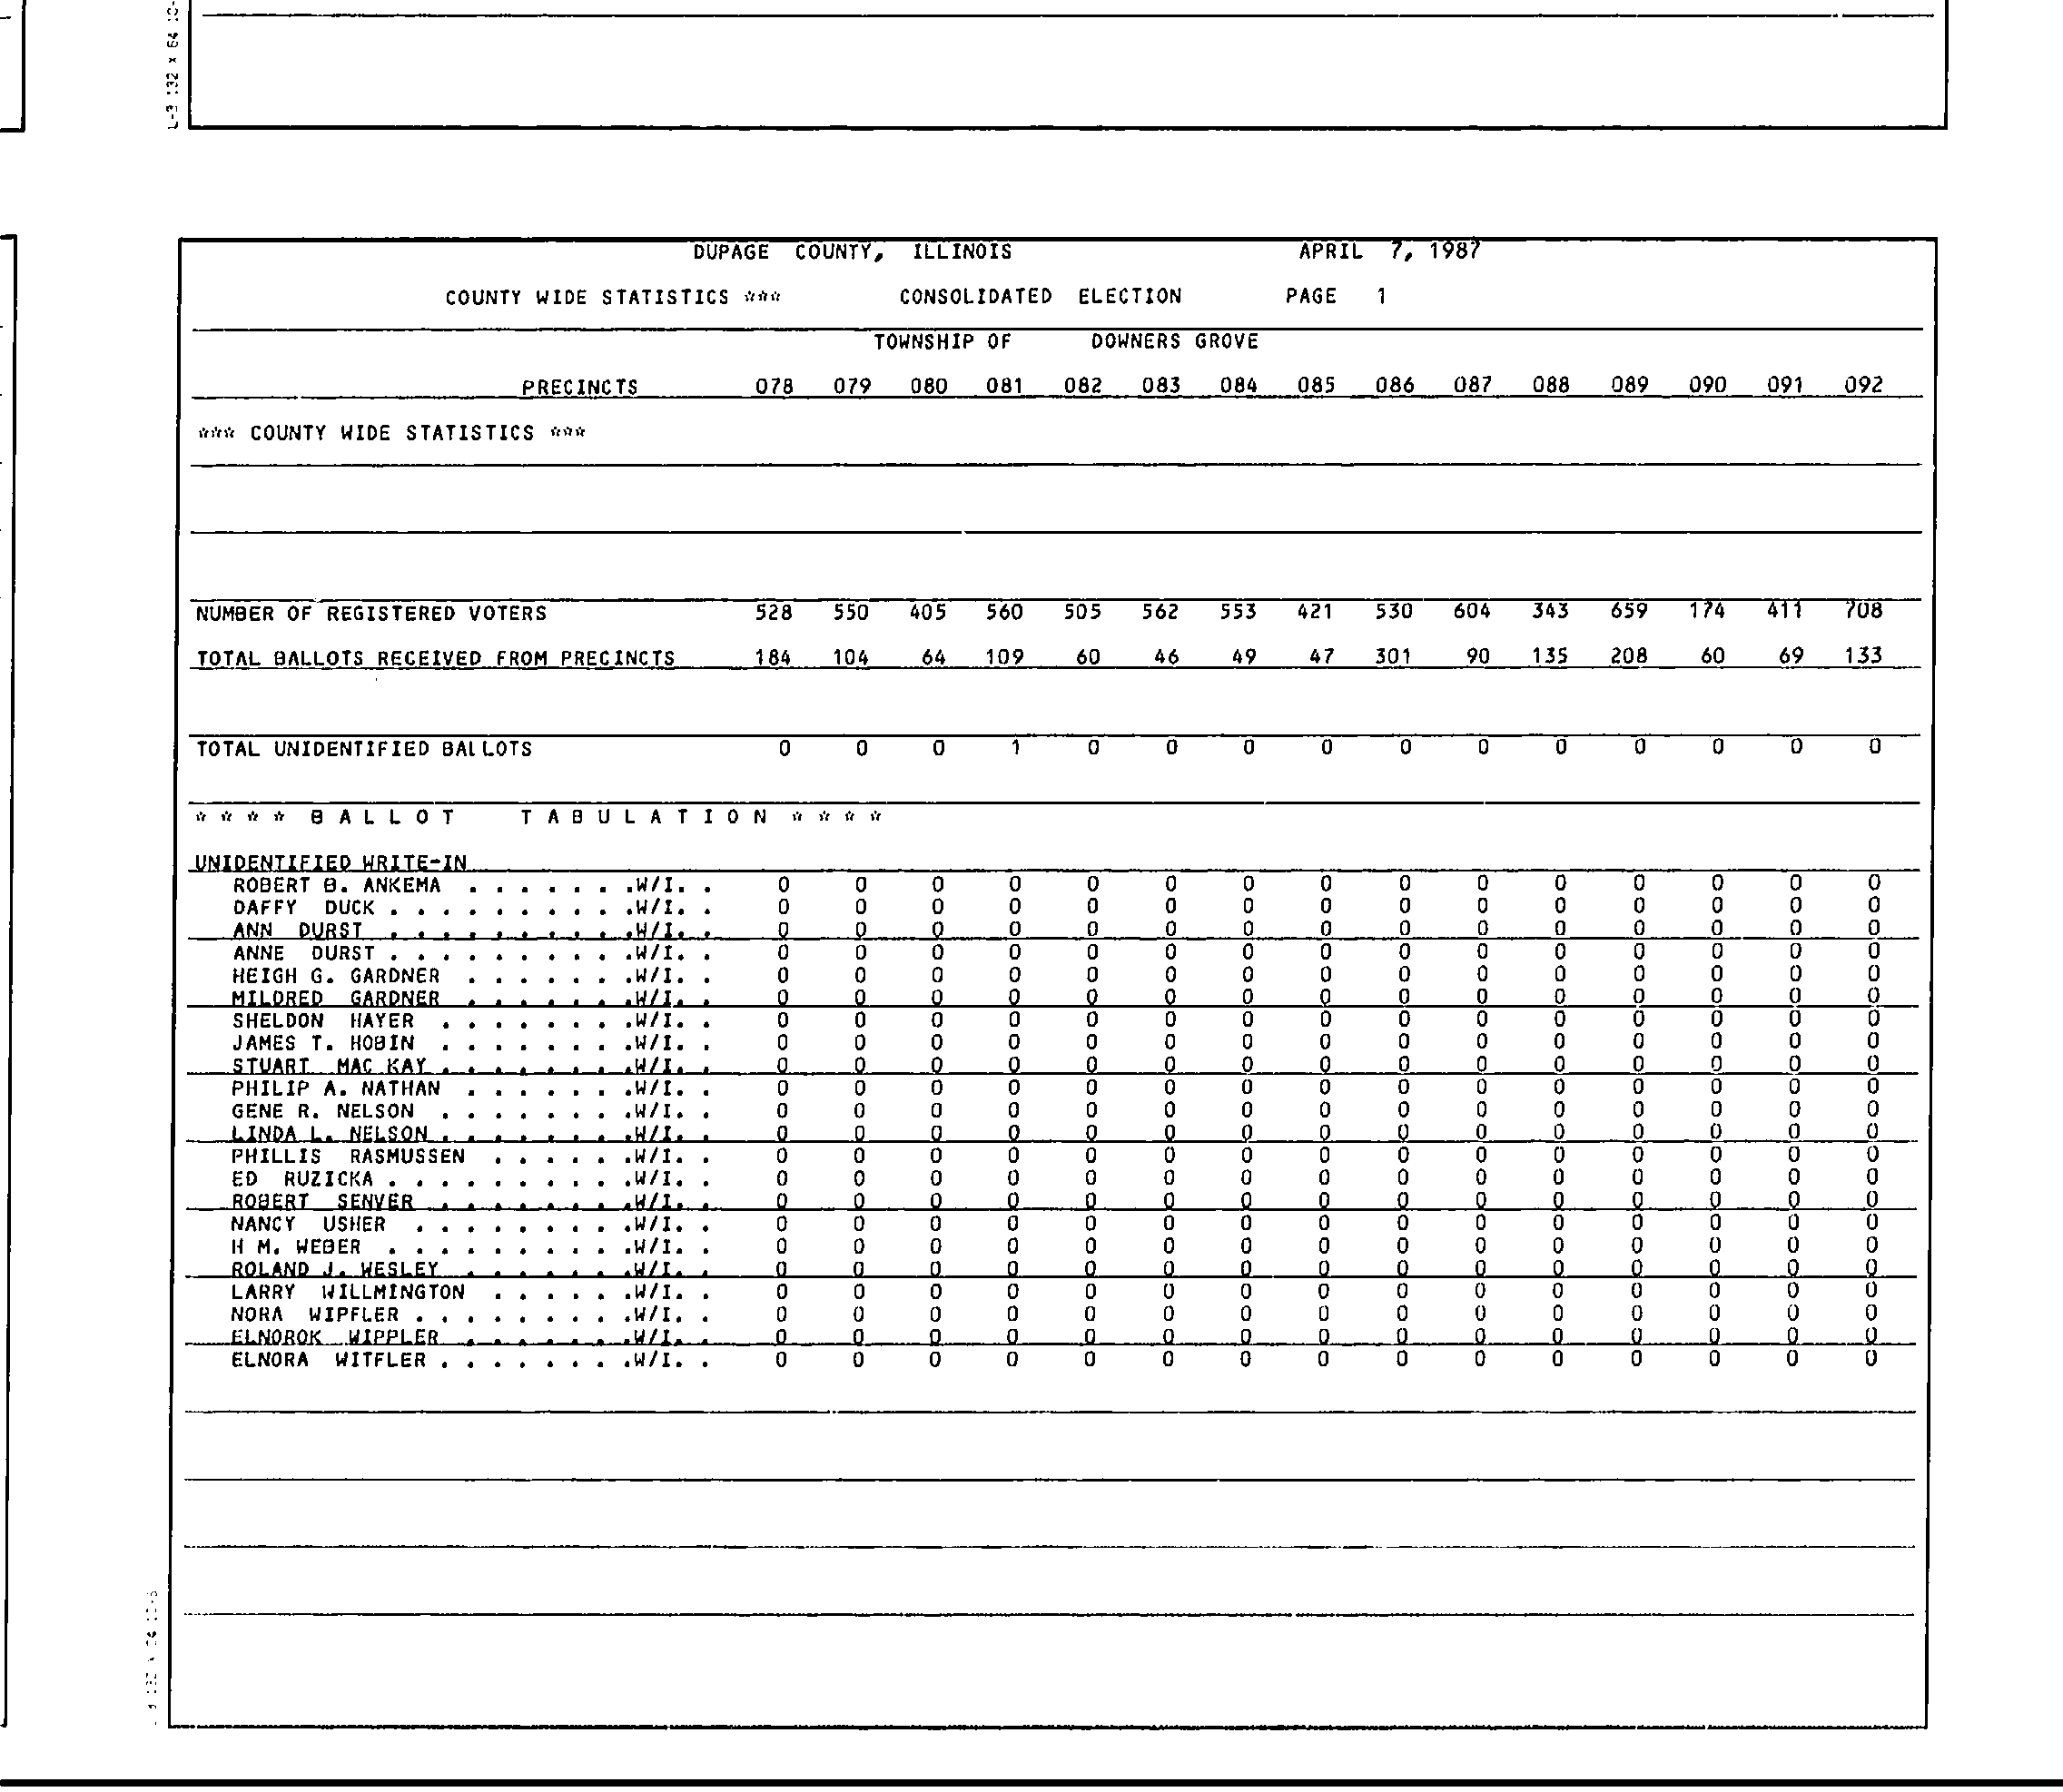 L-9 132 x 64 10-
DUPAGE COUNTY, ILLINOIS APRIL 7, 1987
COUNTY WIDE STATISTICS *** CONSOLIDATED ELECTION PAGE 1
TOWNSHIP OF DOWNERS GROVE
PRECINCTS 078 079 080 081 082 083 084 085 086 087 088 089 090 091 092
*** COUNTY WIDE STATISTICS ***
NUMBER OF REGISTERED VOTERS 528 550 405 560 505 562 553 421 530 604 343 659 174 411 708
TOTAL BALLOTS RECEIVED FROM PRECINCTS 184 104 64 109 60 46 49 47 301 90 135 208 60 69 133
TOTAL UNIDENTIFIED BALLOTS 0 0 0 1 0 0 0 0 0 0 0 0 0 0 0
* * * * B A L L O T T A B U L A T I O N * * * *
UNIDENTIFIED WRITE-IN
ROBERT B. ANKEMA . . . . . . .W/I. . 0 0 0 0 0 0 0 0 0 0 0 0 0 0 0
DAFFY DUCK . . . . . . . . . .W/I. . 0 0 0 0 0 0 0 0 0 0 0 0 0 0 0
ANN DURST . . . . . . . . . .W/I. . 0 0 0 0 0 0 0 0 0 0 0 0 0 0 0
ANNE DURST . . . . . . . . . .W/I. . 0 0 0 0 0 0 0 0 0 0 0 0 0 0 0
HEIGH G. GARDNER . . . . . . .W/I. . 0 0 0 0 0 0 0 0 0 0 0 0 0 0 0
MILDRED GARDNER . . . . . . .W/I. . 0 0 0 0 0 0 0 0 0 0 0 0 0 0 0
SHELDON HAYER . . . . . . . .W/I. . 0 0 0 0 0 0 0 0 0 0 0 0 0 0 0
JAMES T. HOBIN . . . . . . . .W/I. . 0 0 0 0 0 0 0 0 0 0 0 0 0 0 0
STUART MAC KAY . . . . . . . .W/I. . 0 0 0 0 0 0 0 0 0 0 0 0 0 0 0
PHILIP A. NATHAN . . . . . . .W/I. . 0 0 0 0 0 0 0 0 0 0 0 0 0 0 0
GENE R. NELSON . . . . . . . .W/I. . 0 0 0 0 0 0 0 0 0 0 0 0 0 0 0
LINDA L. NELSON . . . . . . . .W/I. . 0 0 0 0 0 0 0 0 0 0 0 0 0 0 0
PHILLIS RASMUSSEN . . . . . .W/I. . 0 0 0 0 0 0 0 0 0 0 0 0 0 0 0
ED RUZICKA . . . . . . . . . .W/I. . 0 0 0 0 0 0 0 0 0 0 0 0 0 0 0
ROBERT SENVER . . . . . . . .W/I. . 0 0 0 0 0 0 0 0 0 0 0 0 0 0 0
NANCY USHER . . . . . . . . .W/I. . 0 0 0 0 0 0 0 0 0 0 0 0 0 0 0
H M. WEBER . . . . . . . . . .W/I. . 0 0 0 0 0 0 0 0 0 0 0 0 0 0 0
ROLAND J. WESLEY . . . . . . .W/I. . 0 0 0 0 0 0 0 0 0 0 0 0 0 0 0
LARRY WILLMINGTON . . . . . .W/I. . 0 0 0 0 0 0 0 0 0 0 0 0 0 0 0
NORA WIPFLER . . . . . . . . .W/I. . 0 0 0 0 0 0 0 0 0 0 0 0 0 0 0
ELNOROK WIPPLER . . . . . . .W/I. . 0 0 0 0 0 0 0 0 0 0 0 0 0 0 0
ELNORA WITFLER . . . . . . . .W/I. . 0 0 0 0 0 0 0 0 0 0 0 0 0 0 0